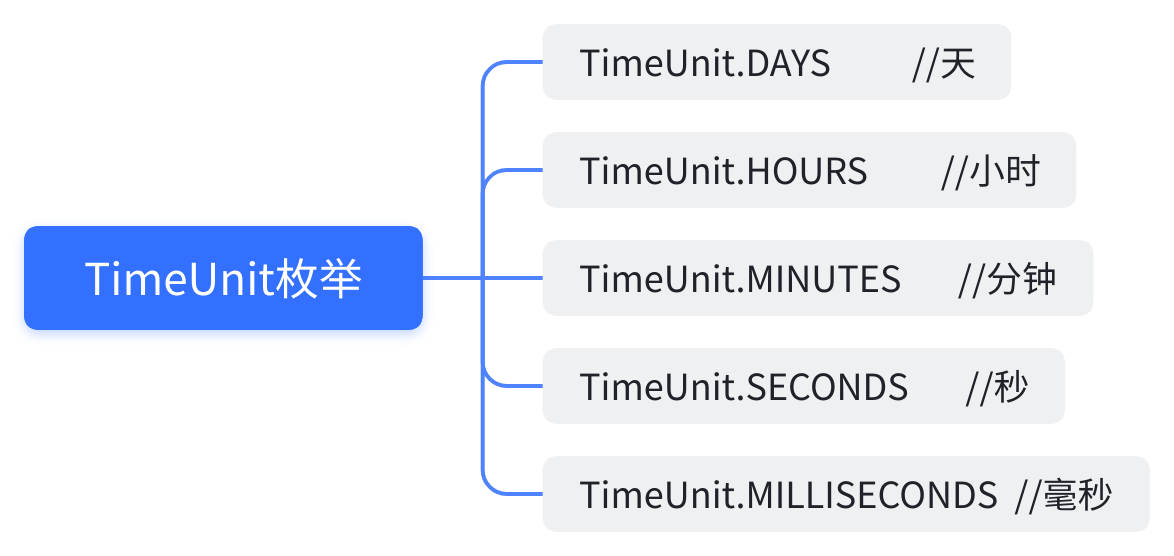 TimeUnit枚举
TimeUnit.DAYS //天
TimeUnit.HOURS //小时
TimeUnit.MINUTES //分钟
TimeUnit.SECONDS //秒
TimeUnit.MILLISECONDS //毫秒